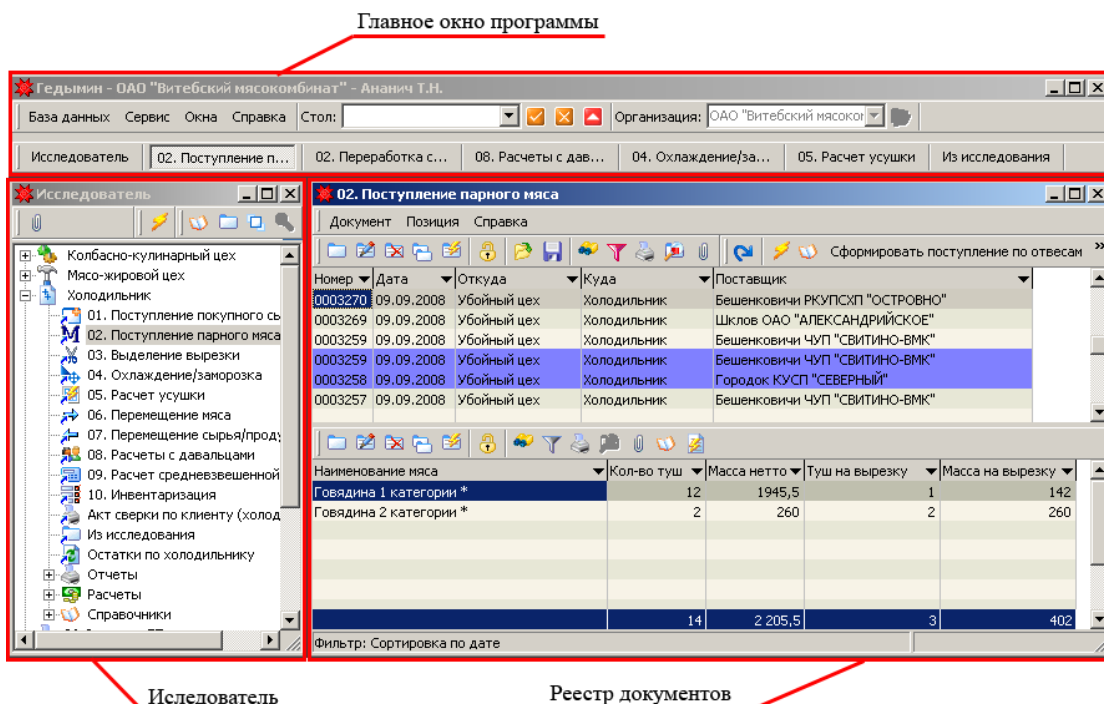 Главное окно программы
Гедымин - ОАО "Витебский мясокомбинат" - Ананич Т.Н.
База данных Сервис Окна Справка Стол: Организация: ОАО "Витебский мясоког
Исследователь 02. Поступление п... 02. Переработка с... 08. Расчеты с дав... 04. Охлаждение/за... 05. Расчет усушки Из исследования
Исследователь
Колбасно-кулинарный цех
Мясо-жировой цех
Холодильник
01. Поступление покупного сь
02. Поступление парного мяса
03. Выделение вырезки
04. Охлаждение/заморозка
05. Расчет усушки
06. Перемещение мяса
07. Перемещение сырья/проду
08. Расчеты с давальцами
09. Расчет средневзвешенной
10. Инвентаризация
Акт сверки по клиенту (холод
Из исследования
Остатки по холодильнику
Отчеты
Расчеты
Справочники
02. Поступление парного мяса
Документ Позиция Справка
Сформировать поступление по отвесам »
Номер Дата Откуда Куда Поставщик
0003270 09.09.2008 Убойный цех Холодильник Бешенковичи РКУПСХП "ОСТРОВНО"
0003269 09.09.2008 Убойный цех Холодильник Шклов ОАО "АЛЕКСАНДРИЙСКОЕ"
0003259 09.09.2008 Убойный цех Холодильник Бешенковичи ЧУП "СВИТИНО-ВМК"
0003259 09.09.2008 Убойный цех Холодильник Бешенковичи ЧУП "СВИТИНО-ВМК"
0003258 09.09.2008 Убойный цех Холодильник Городок КУСП "СЕВЕРНЫЙ"
0003257 09.09.2008 Убойный цех Холодильник Бешенковичи ЧУП "СВИТИНО-ВМК"
Наименование мяса Кол-во туш Масса нетто Туш на вырезку Масса на вырезку
Говядина 1 категории * 12 1945,5 1 142
Говядина 2 категории * 2 260 2 260
14 2 205,5 3 402
Фильтр: Сортировка по дате
Иследователь
Реестр документов